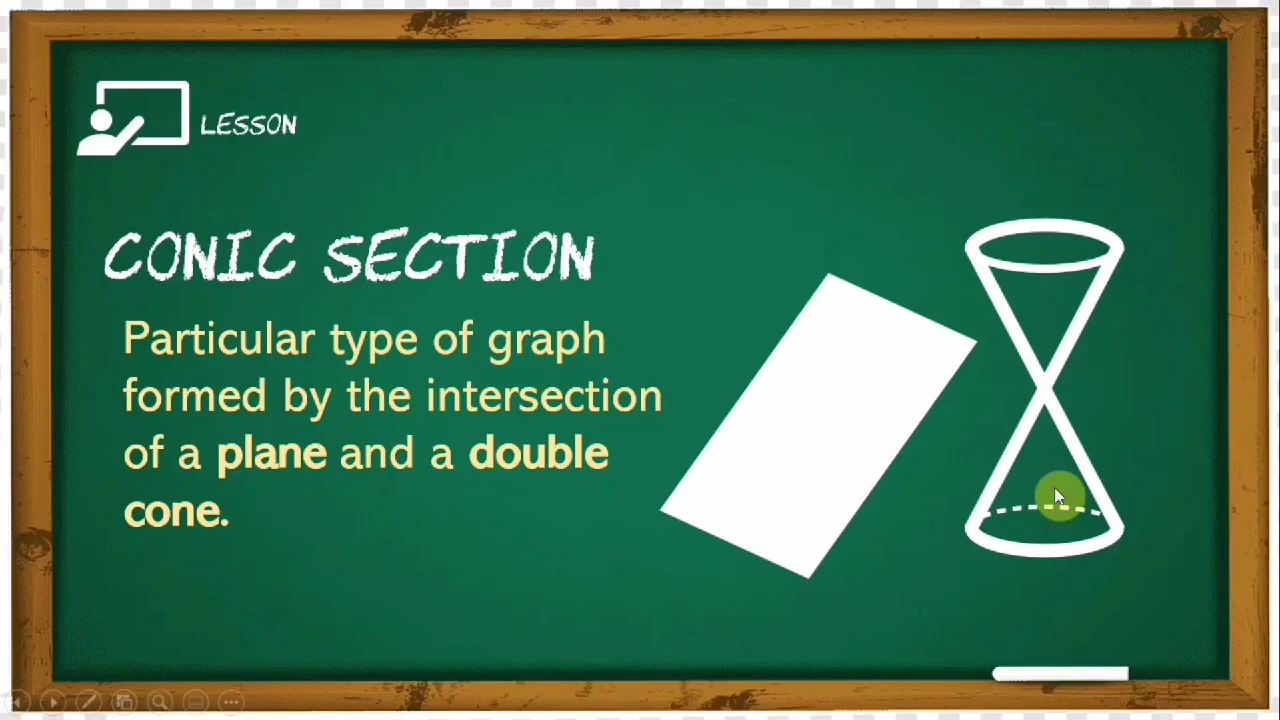 LESSON
CONIC SECTION
Particular type of graph
formed by the intersection
of a plane and a double
cone.